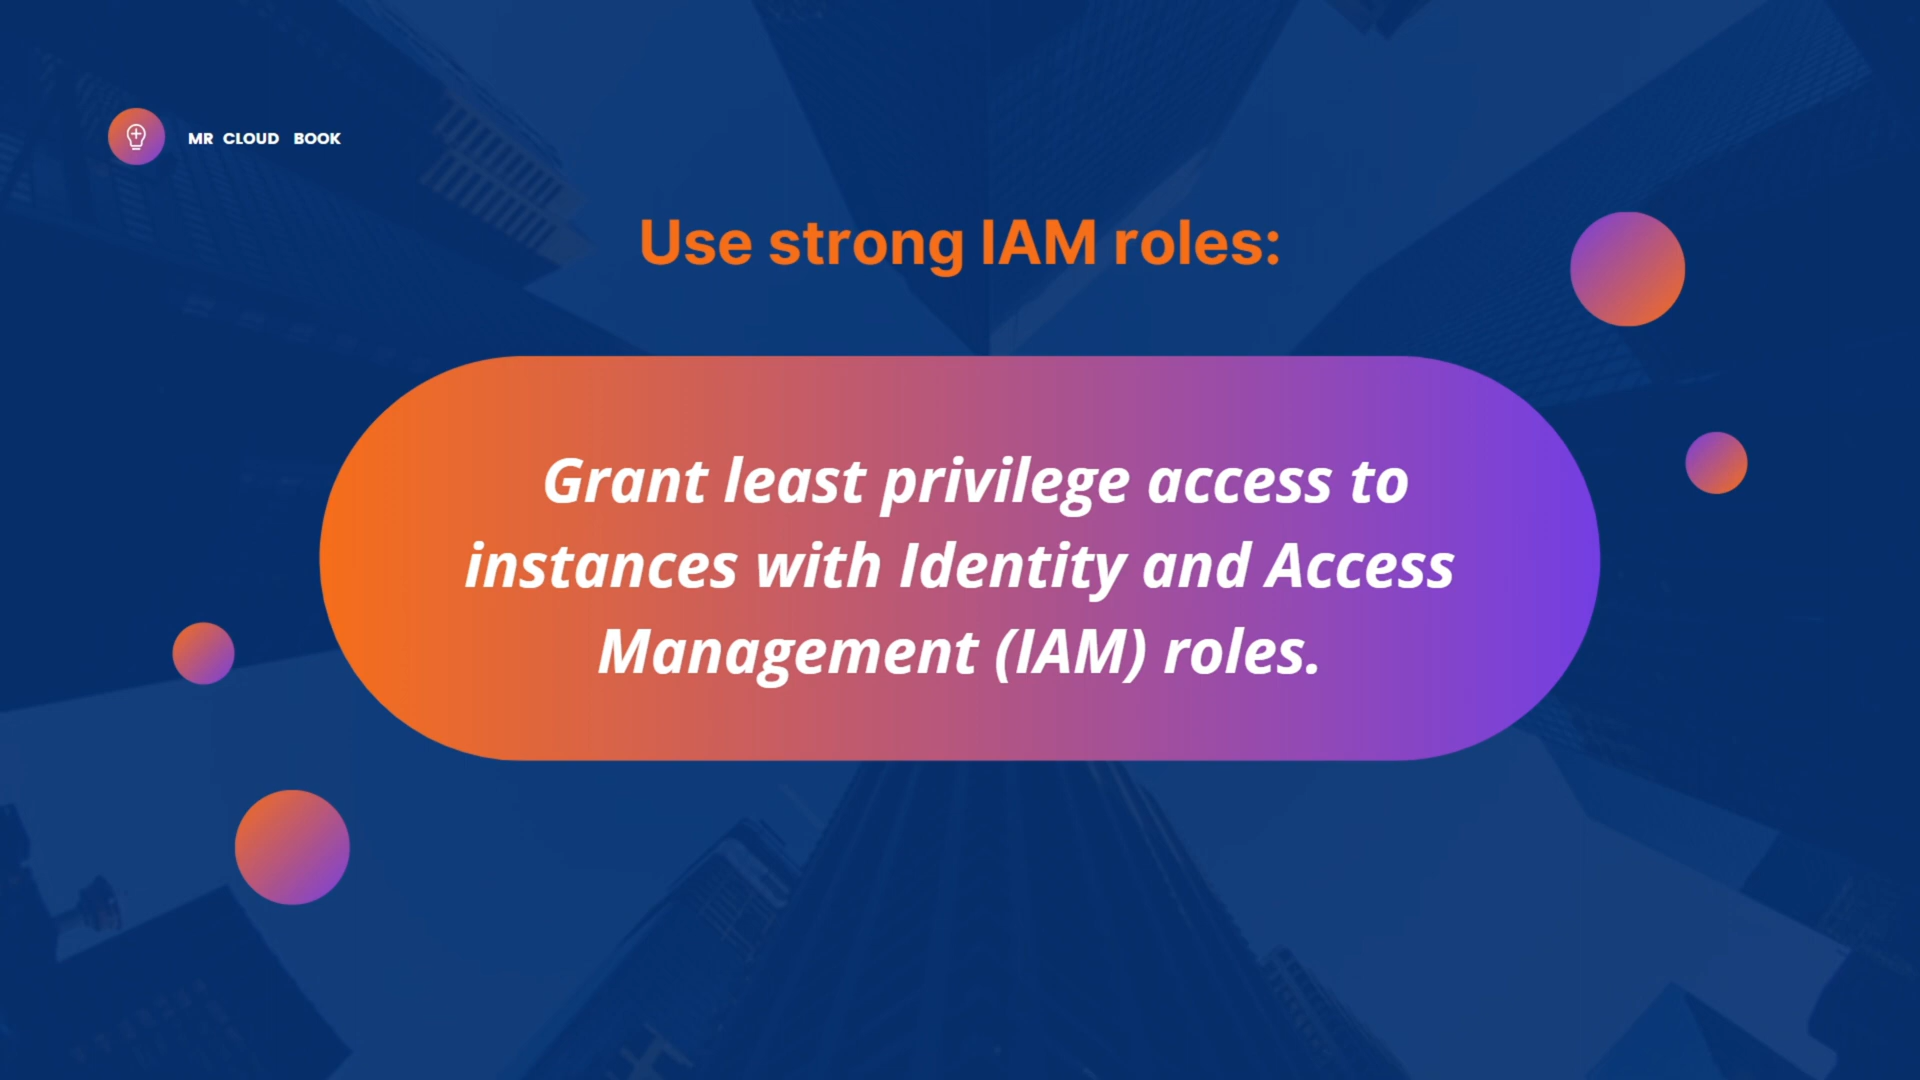 MR CLOUD BOOK
Use strong IAM roles:
Grant least privilege access to
instances with Identity and Access
Management (IAM) roles.